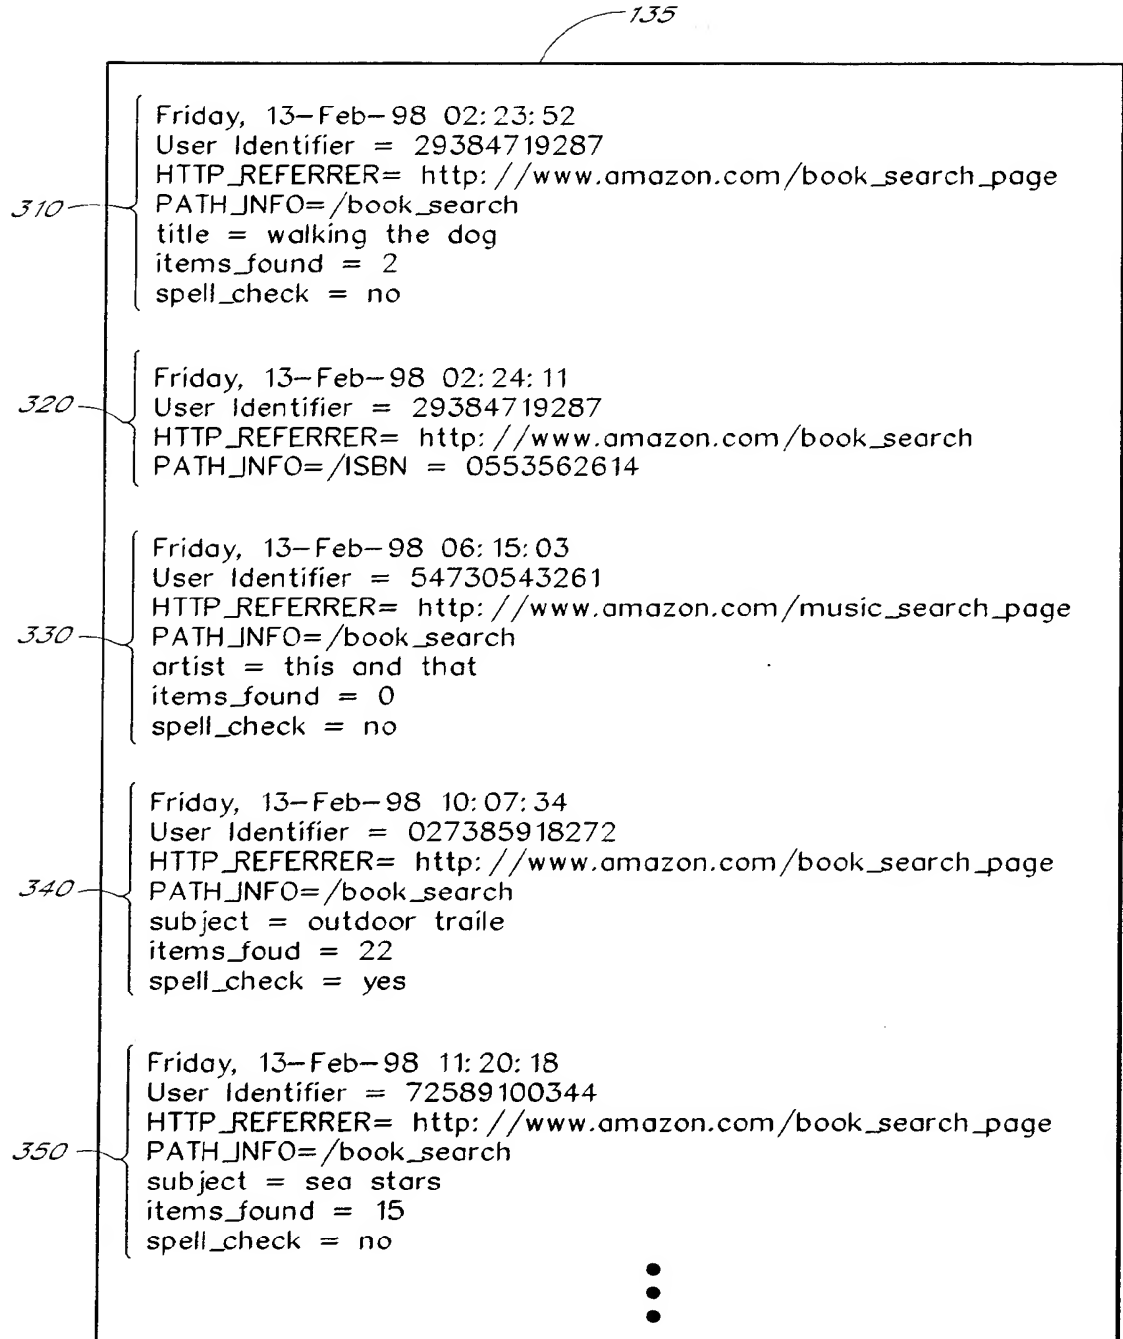 135
Friday, 13-Feb-98 02:23:52
User Identifier = 29384719287
HTTP_REFERRER= http://www.amazon.com/book_search_page
310
PATH_INFO=/book_search
title = walking the dog
items_found = 2
spell_check = no
Friday, 13-Feb-98 02:24:11
320
User Identifier = 29384719287
HTTP_REFERRER= http://www.amazon.com/book_search
PATH_INFO=/ISBN = 0553562614
Friday, 13-Feb-98 06:15:03
User Identifier = 54730543261
HTTP_REFERRER= http://www.amazon.com/music_search_page
330
PATH_INFO=/book_search
artist = this and that
items_found = 0
spell_check = no
Friday, 13-Feb-98 10:07:34
User Identifier = 027385918272
HTTP_REFERRER= http://www.amazon.com/book_search_page
340
PATH_INFO=/book_search
subject = outdoor traile
items_foud = 22
spell_check = yes
Friday, 13-Feb-98 11:20:18
User Identifier = 72589100344
HTTP_REFERRER= http://www.amazon.com/book_search_page
350
PATH_INFO=/book_search
subject = sea stars
items_found = 15
spell_check = no